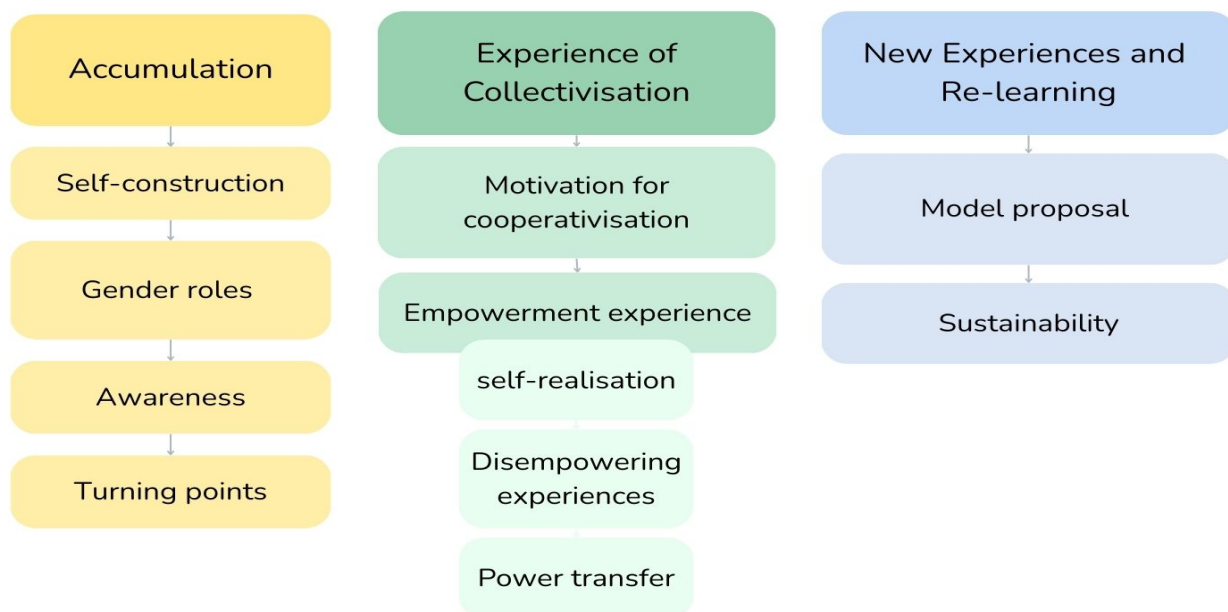 Accumulation
Self-construction
Gender roles
Awareness
Turning points
Experience of
Collectivisation
Motivation for
cooperativisation
Empowerment experience
self-realisation
Disempowering
experiences
Power transfer
New Experiences and
Re-learning
Model proposal
Sustainability